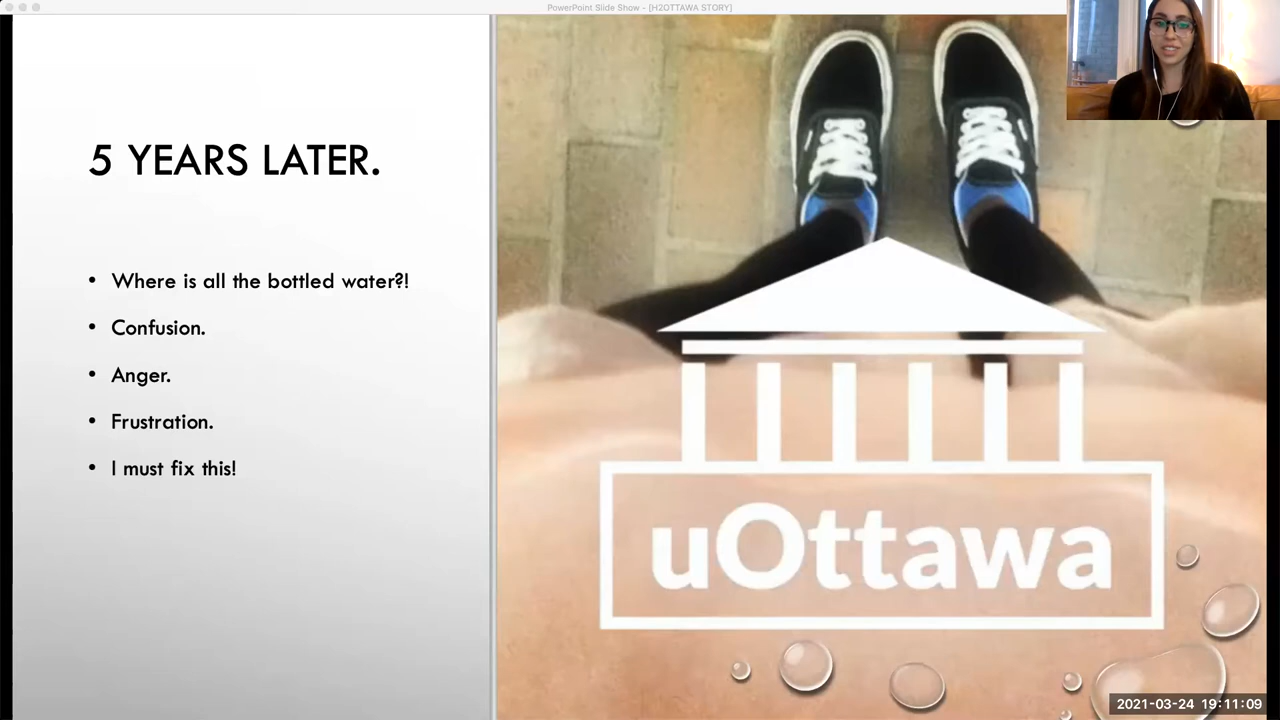 PowerPoint Slide Show - [H2OTTAWA STORY]
5 YEARS LATER.
• Where is all the bottled water?!
• Confusion.
• Anger.
• Frustration.
• I must fix this!
uOttawa
2021-03-24 19:11:09